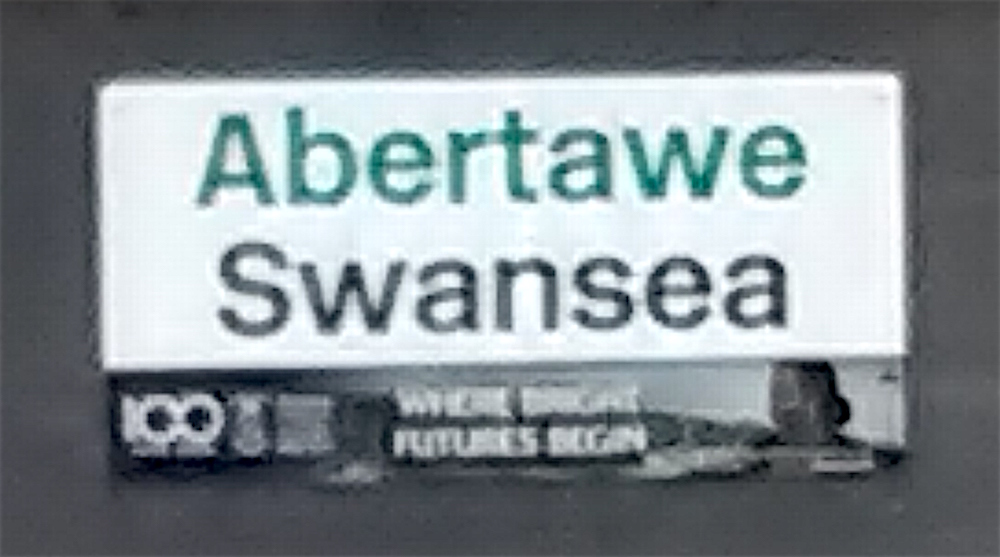 Abertawe
Swansea
100
WHERE BRIGHT
FUTURES BEGIN